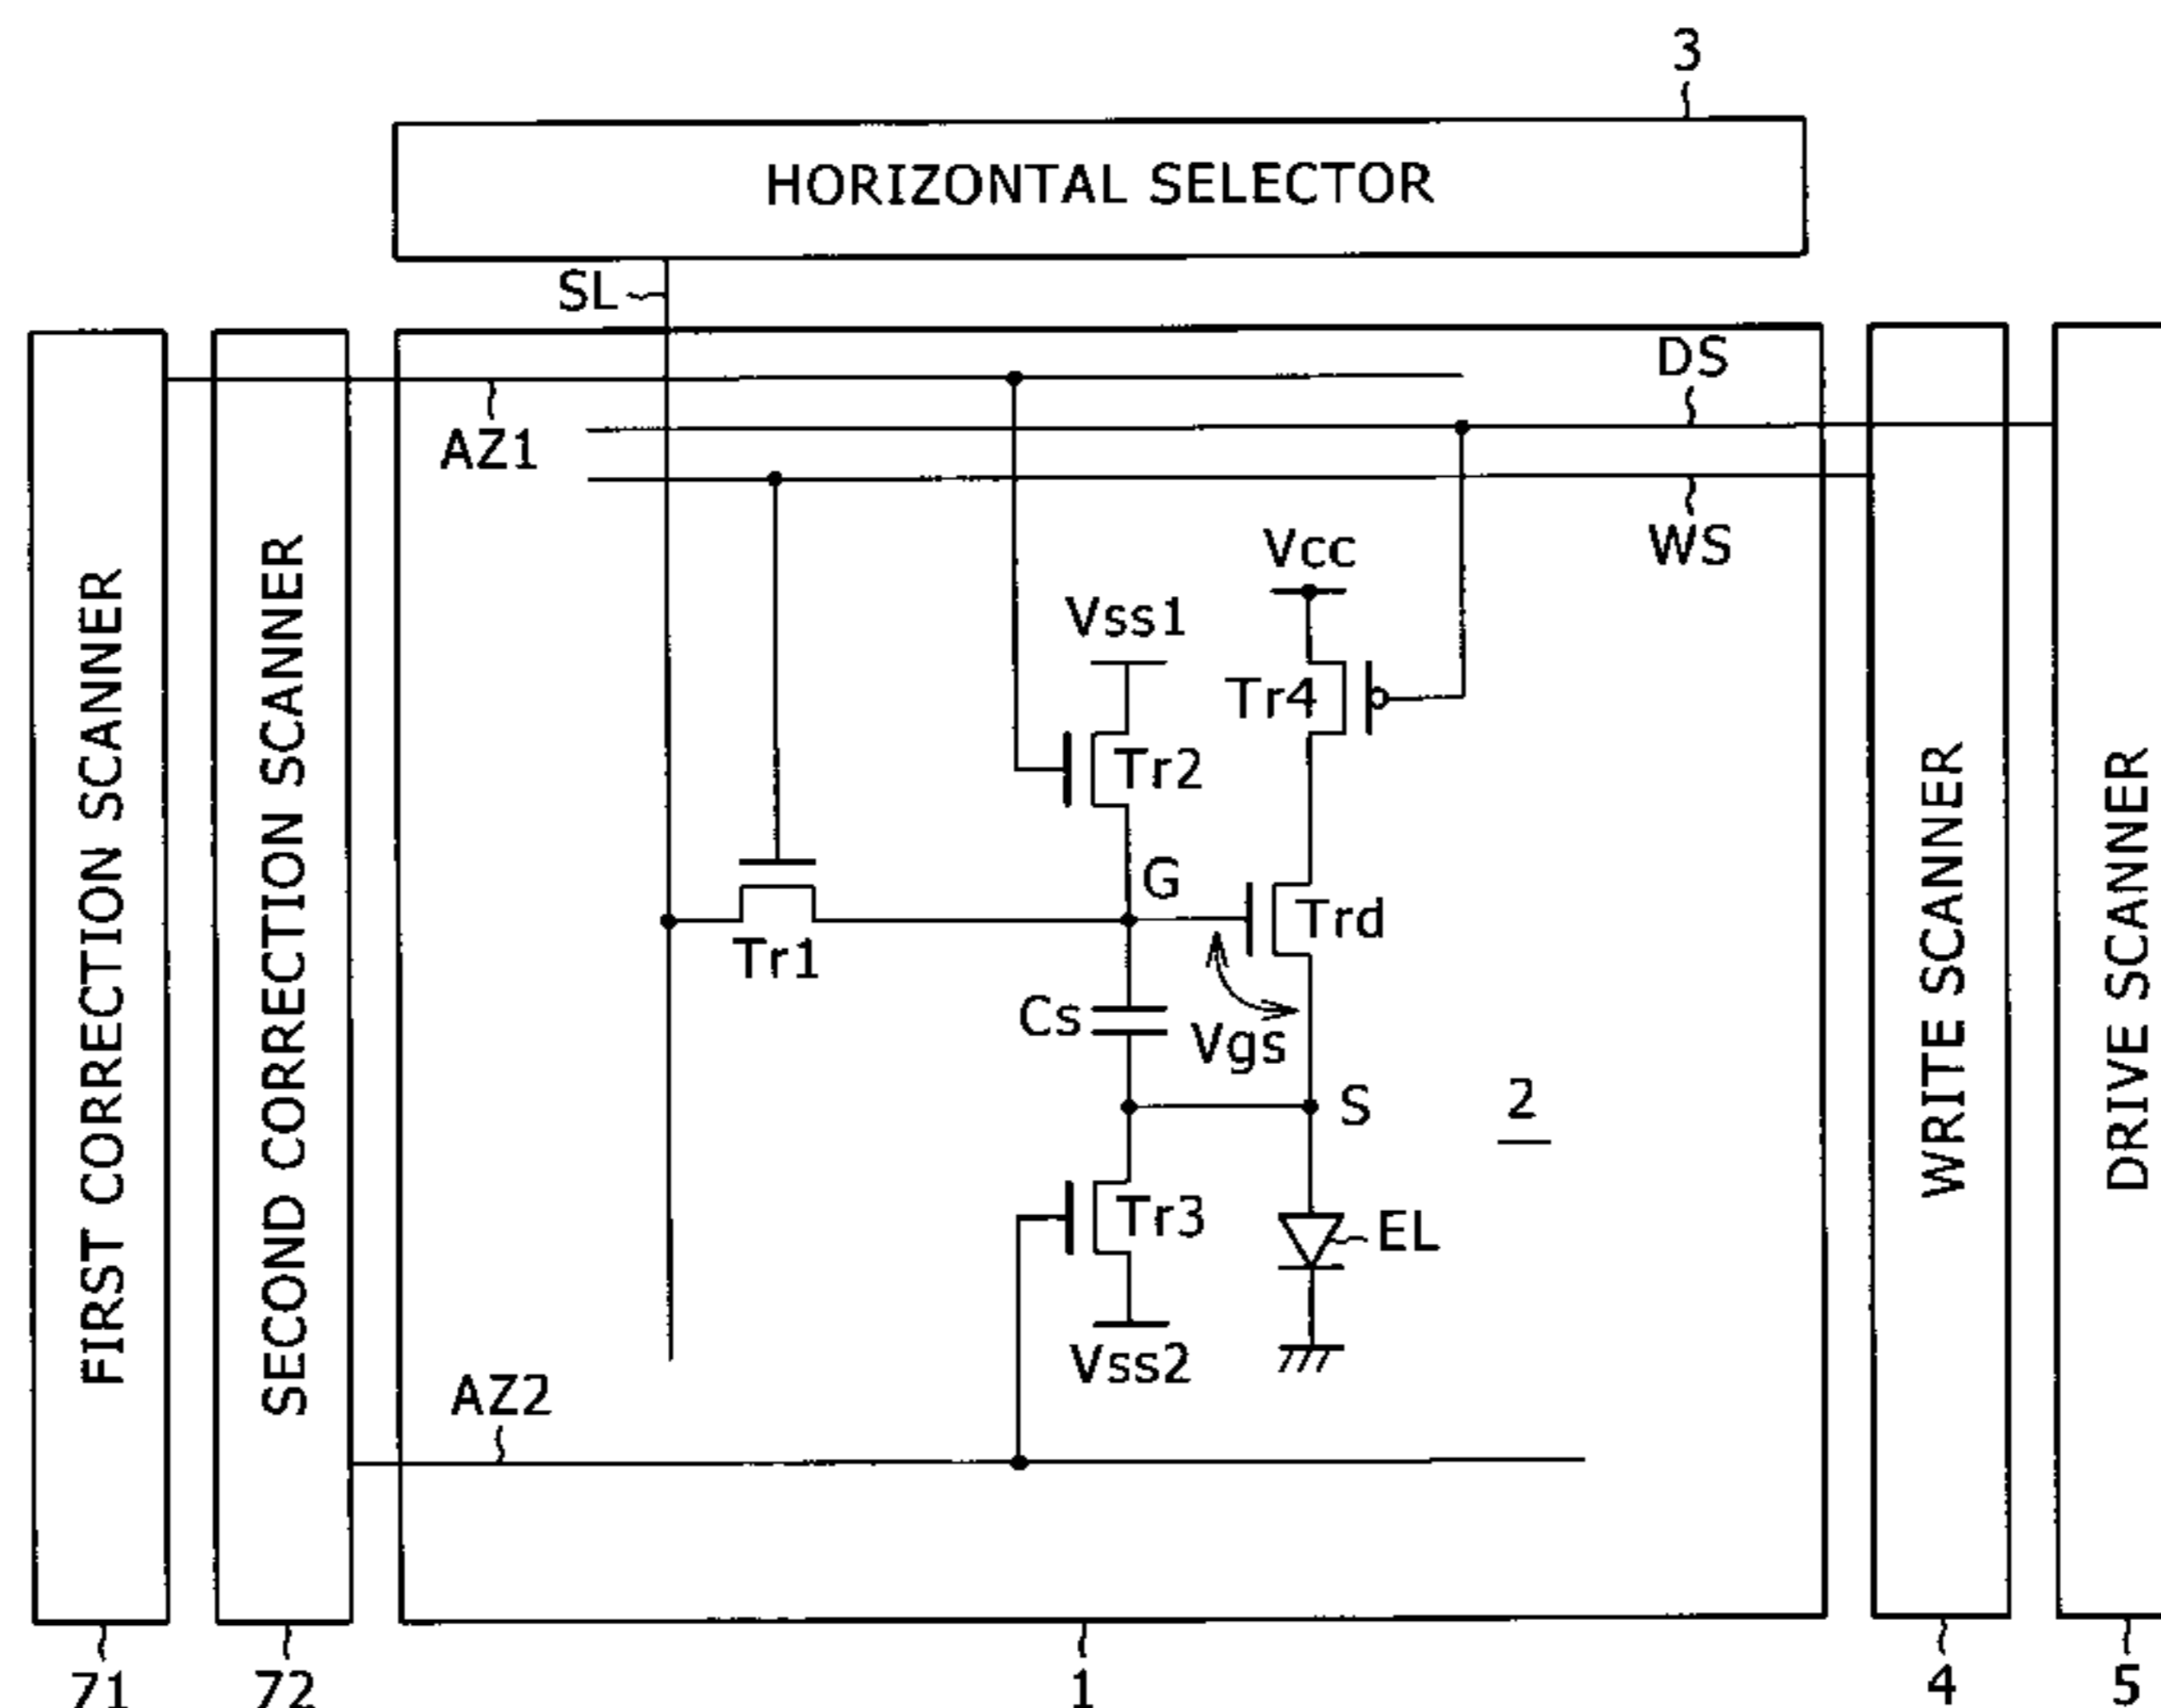 3
HORIZONTAL SELECTOR
SL
DS
AZ1
WS
Vcc
Vss1
Tr4
Tr2
G
Trd
Tr1
Cs
Vgs
S
2
Tr3
EL
Vss2
AZ2
FIRST CORRECTION SCANNER
SECOND CORRECTION SCANNER
WRITE SCANNER
DRIVE SCANNER
71
72
1
4
5